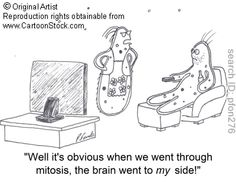 © Original Artist
Reproduction rights obtainable from
www.CartoonStock.com
search ID: pfon276
"Well it's obvious when we went through
mitosis, the brain went to my side!"